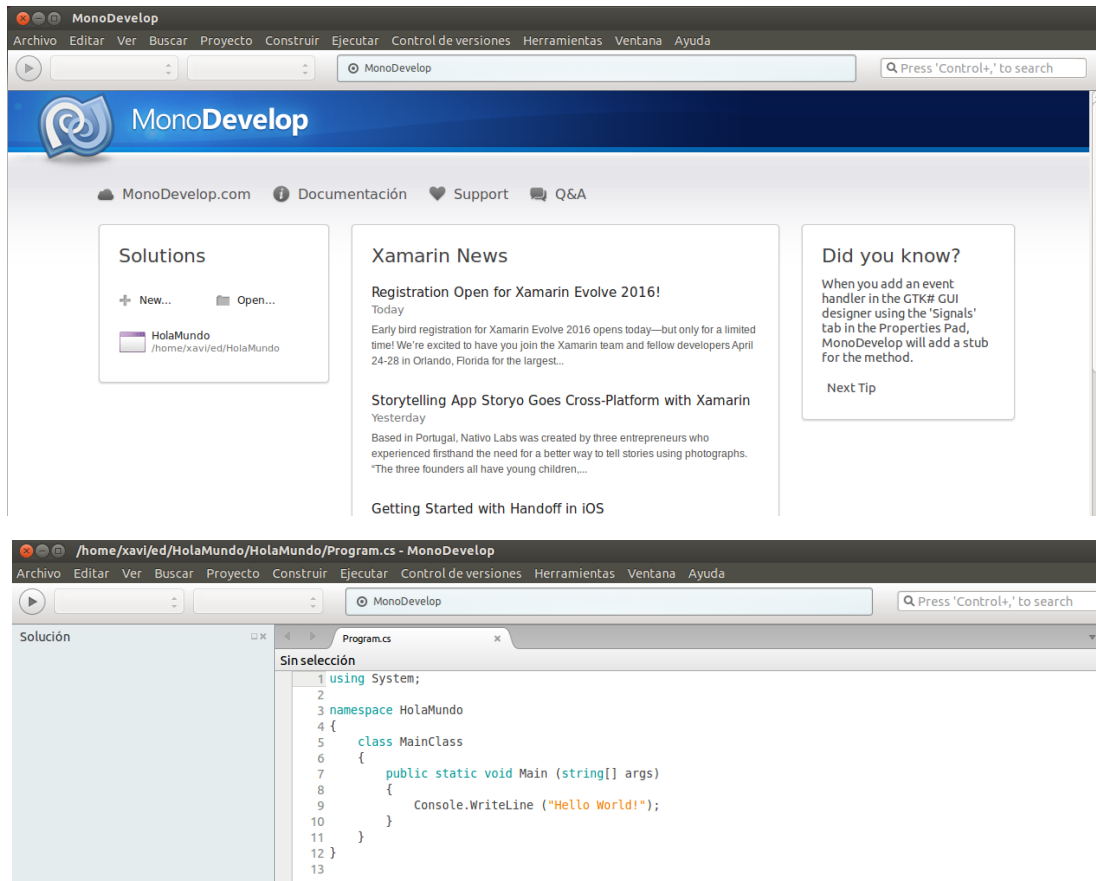 MonoDevelop
Archivo Editar Ver Buscar Proyecto Construir Ejecutar Control de versiones Herramientas Ventana Ayuda
MonoDevelop
Press 'Control+,' to search
MonoDevelop
MonoDevelop.com Documentación Support Q&A
Solutions
New... Open...
HolaMundo
/home/xavi/ed/HolaMundo
Xamarin News
Registration Open for Xamarin Evolve 2016!
Today
Early bird registration for Xamarin Evolve 2016 opens today—but only for a limited
time! We're excited to have you join the Xamarin team and fellow developers April
24-28 in Orlando, Florida for the largest...
Storytelling App Storyo Goes Cross-Platform with Xamarin
Yesterday
Based in Portugal, Nativo Labs was created by three entrepreneurs who
experienced firsthand the need for a better way to tell stories using photographs.
“The three founders all have young children,...
Getting Started with Handoff in iOS
Did you know?
When you add an event
handler in the GTK# GUI
designer using the 'Signals'
tab in the Properties Pad,
MonoDevelop will add a stub
for the method.
Next Tip
/home/xavi/ed/HolaMundo/HolaMundo/Program.cs - MonoDevelop
Archivo Editar Ver Buscar Proyecto Construir Ejecutar Control de versiones Herramientas Ventana Ayuda
MonoDevelop
Press 'Control+,' to search
Solución
Program.cs
Sin selección
1 using System;
2
3 namespace HolaMundo
4 {
5     class MainClass
6     {
7         public static void Main (string[] args)
8         {
9             Console.WriteLine ("Hello World!");
10         }
11     }
12 }
13